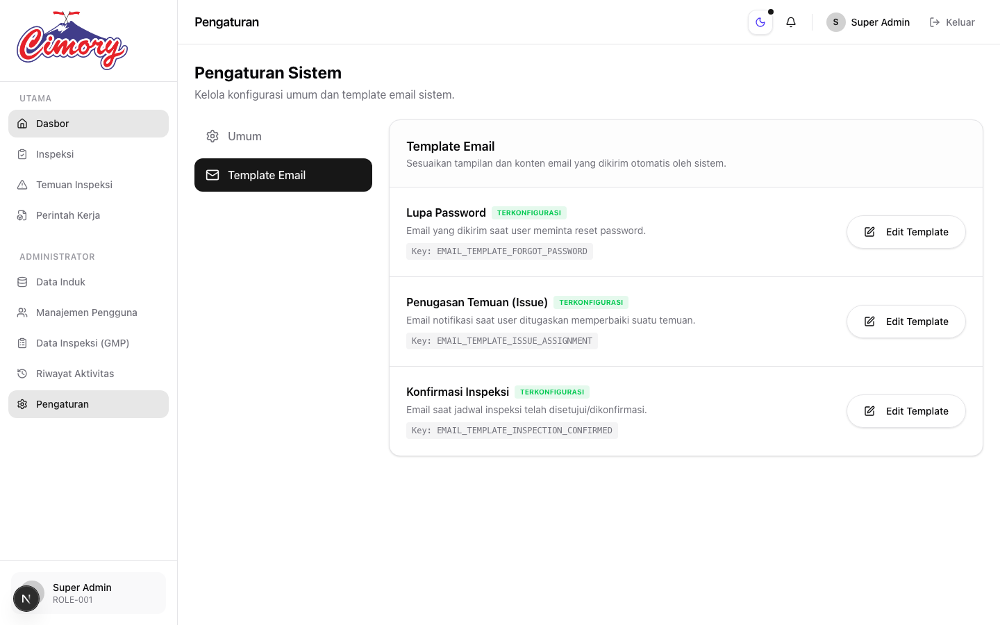 Cimory
UTAMA
Dasbor
Inspeksi
Temuan Inspeksi
Perintah Kerja
ADMINISTRATOR
Data Induk
Manajemen Pengguna
Data Inspeksi (GMP)
Riwayat Aktivitas
Pengaturan
Super Admin
ROLE-001
N
Pengaturan
S
Super Admin
Keluar
Pengaturan Sistem
Kelola konfigurasi umum dan template email sistem.
Umum
Template Email
Template Email
Sesuaikan tampilan dan konten email yang dikirim otomatis oleh sistem.
Lupa Password TERKONFIGURASI
Email yang dikirim saat user meminta reset password.
Key: EMAIL_TEMPLATE_FORGOT_PASSWORD
Edit Template
Penugasan Temuan (Issue) TERKONFIGURASI
Email notifikasi saat user ditugaskan memperbaiki suatu temuan.
Key: EMAIL_TEMPLATE_ISSUE_ASSIGNMENT
Edit Template
Konfirmasi Inspeksi TERKONFIGURASI
Email saat jadwal inspeksi telah disetujui/dikonfirmasi.
Key: EMAIL_TEMPLATE_INSPECTION_CONFIRMED
Edit Template